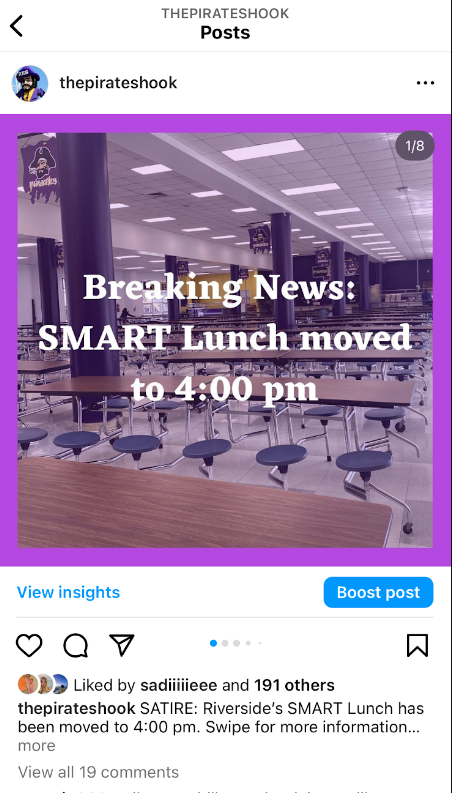 THEPIRATESHOOK
Posts
thepirateshook
1/8
PIRATES
Breaking News:
SMART Lunch moved
to 4:00 pm
View insights
Boost post
Liked by sadiiiiieee and 191 others
thepirateshook SATIRE: Riverside’s SMART Lunch has
been moved to 4:00 pm. Swipe for more information...
more
View all 19 comments